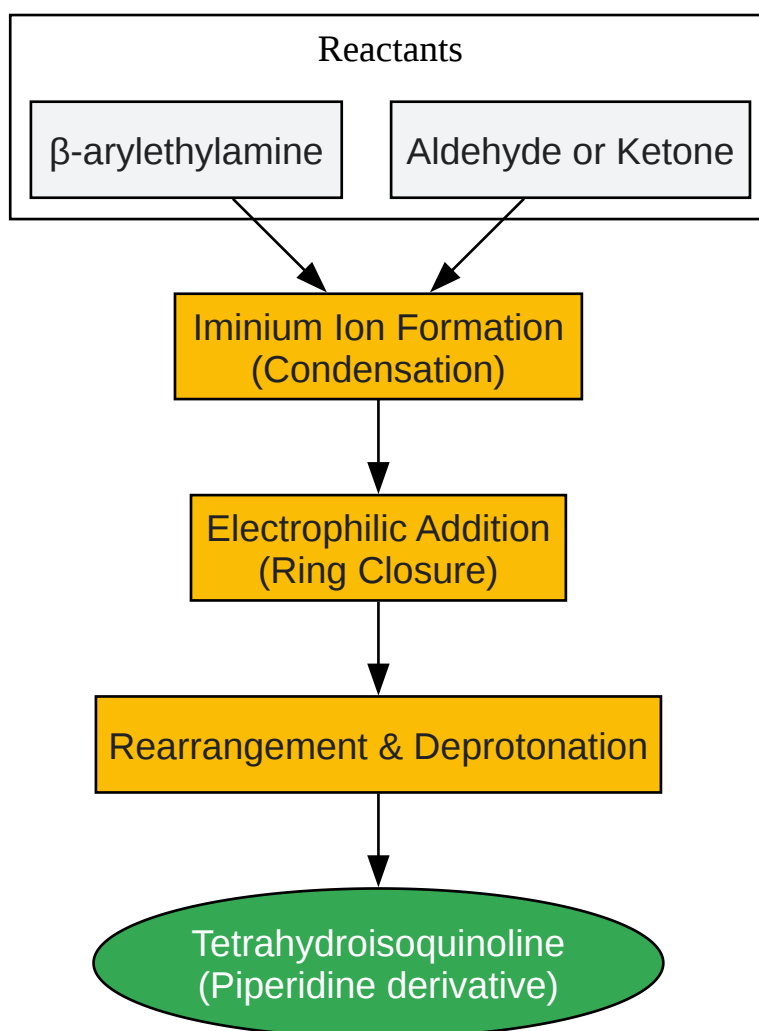 Reactants
β-arylethylamine
Aldehyde or Ketone
Iminium Ion Formation
(Condensation)
Electrophilic Addition
(Ring Closure)
Rearrangement & Deprotonation
Tetrahydroisoquinoline
(Piperidine derivative)